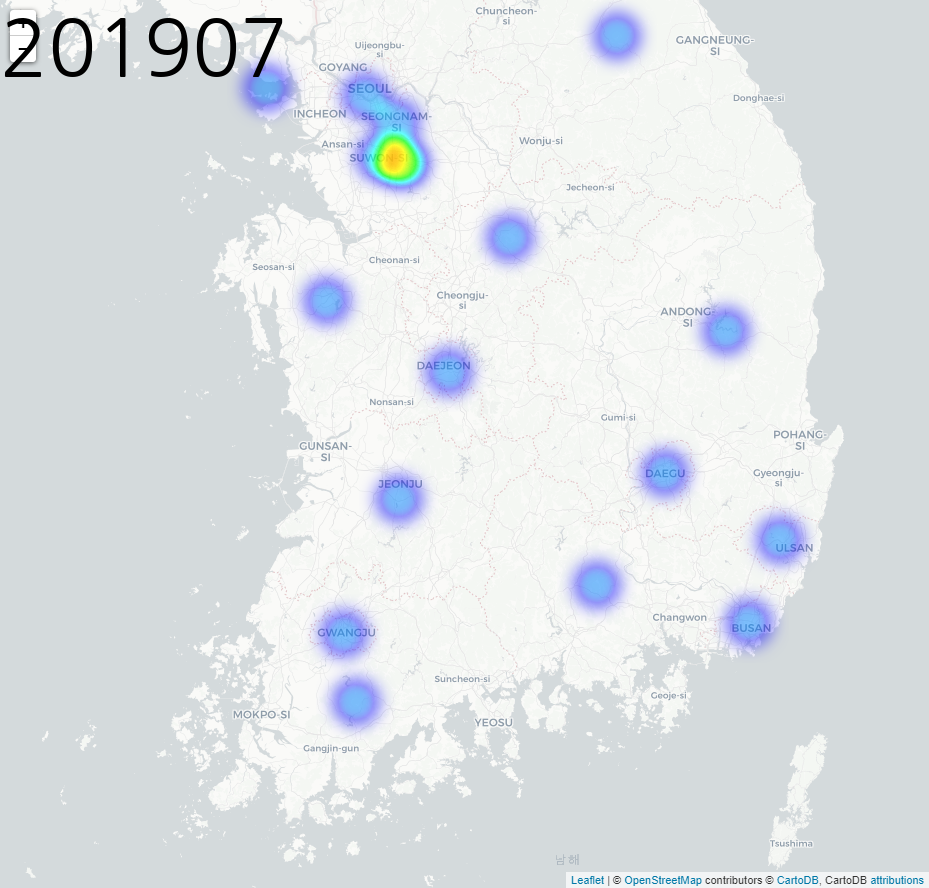 201907
+
−
Chuncheon-
si
GANGNEUNG-
SI
Uijeongbu-
si
GOYANG
SEOUL
Donghae-si
INCHEON
SEONGNAM-
SI
Ansan-si
Wonju-si
SUWON-SI
Jecheon-si
Cheonan-si
Seosan-si
Cheongju-
si
ANDONG-
SI
DAEJEON
Nonsan-si
Gumi-si
POHANG-
SI
GUNSAN-
SI
DAEGU
Gyeongju-
si
JEONJU
ULSAN
Changwon
BUSAN
GWANGJU
Suncheon-si
Geoje-si
MOKPO-SI
YEOSU
Gangjin-gun
Tsushima
남해
Leaflet | © OpenStreetMap contributors © CartoDB, CartoDB attributions